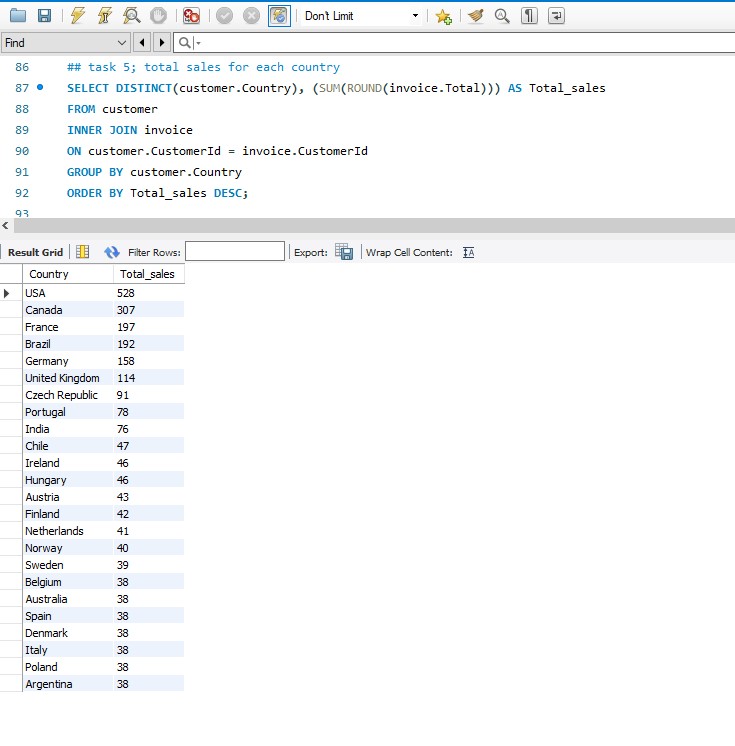 Don't Limit
Find
86 ## task 5; total sales for each country
87 SELECT DISTINCT(customer.Country), (SUM(ROUND(invoice.Total))) AS Total_sales
88 FROM customer
89 INNER JOIN invoice
90 ON customer.CustomerId = invoice.CustomerId
91 GROUP BY customer.Country
92 ORDER BY Total_sales DESC;
93
Result Grid Filter Rows: Export: Wrap Cell Content:
Country Total_sales
USA 528
Canada 307
France 197
Brazil 192
Germany 158
United Kingdom 114
Czech Republic 91
Portugal 78
India 76
Chile 47
Ireland 46
Hungary 46
Austria 43
Finland 42
Netherlands 41
Norway 40
Sweden 39
Belgium 38
Australia 38
Spain 38
Denmark 38
Italy 38
Poland 38
Argentina 38